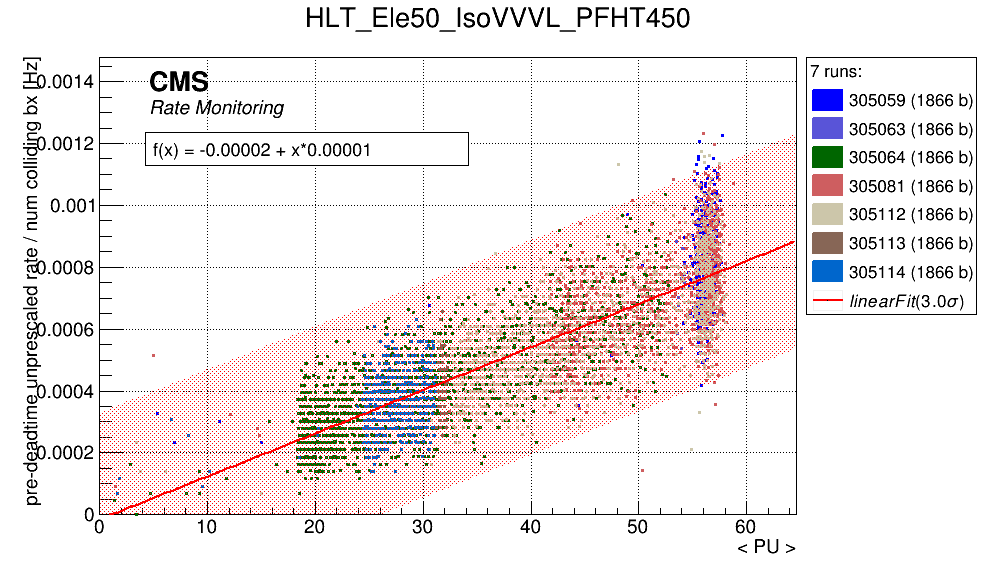 HLT_Ele50_IsoVVVL_PFHT450
pre-deadtime unprescaled rate / num colliding bx [Hz]
CMS
Rate Monitoring
f(x) = -0.00002 + x*0.00001
0.0014
0.0012
0.001
0.0008
0.0006
0.0004
0.0002
0
0 10 20 30 40 50 60
< PU >
7 runs:
305059 (1866 b)
305063 (1866 b)
305064 (1866 b)
305081 (1866 b)
305112 (1866 b)
305113 (1866 b)
305114 (1866 b)
linearFit(3.0σ)